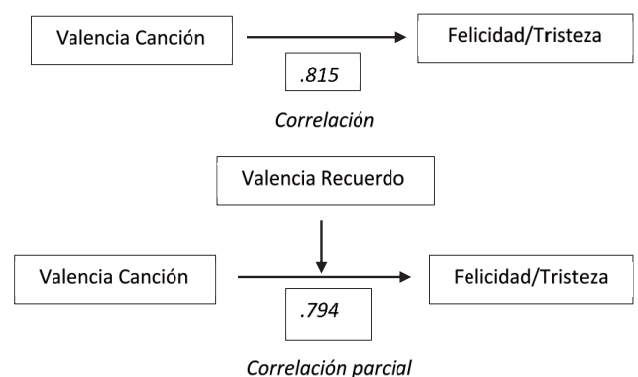 Valencia Canción
Felicidad/Tristeza
.815
Correlación
Valencia Recuerdo
Valencia Canción
Felicidad/Tristeza
.794
Correlación parcial